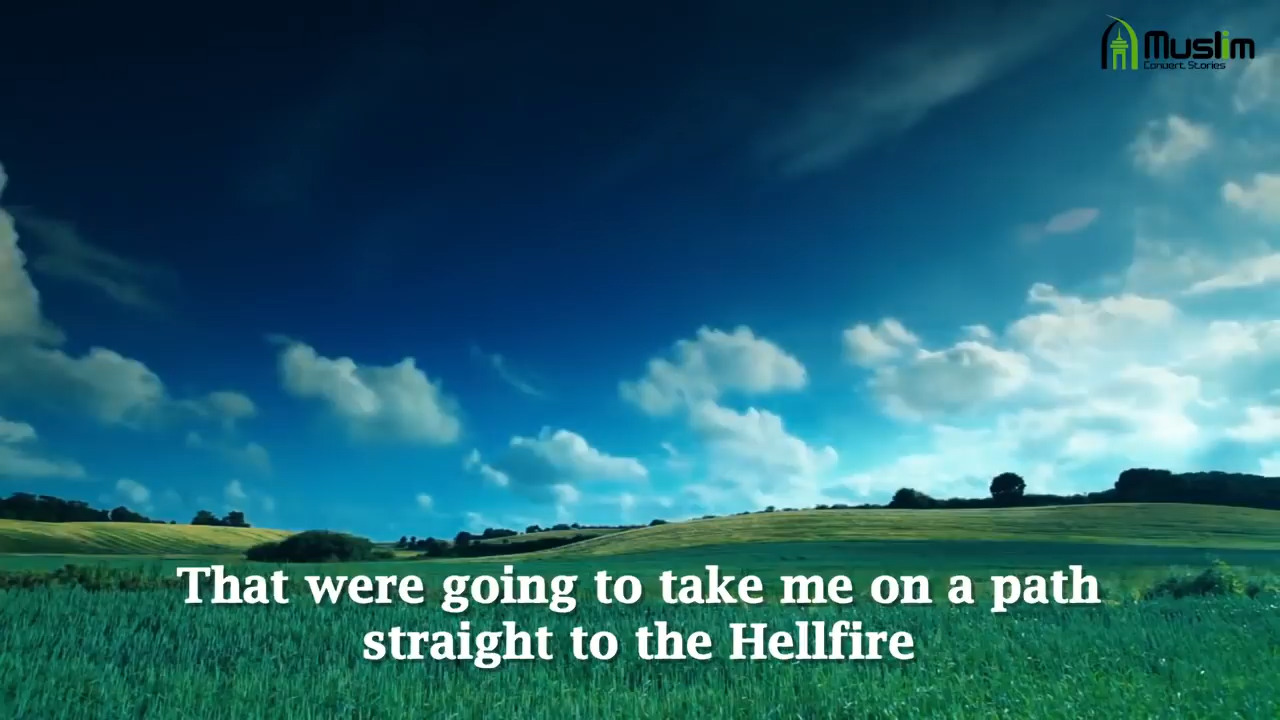 Muslim
Convert Stories
That were going to take me on a path
straight to the Hellfire